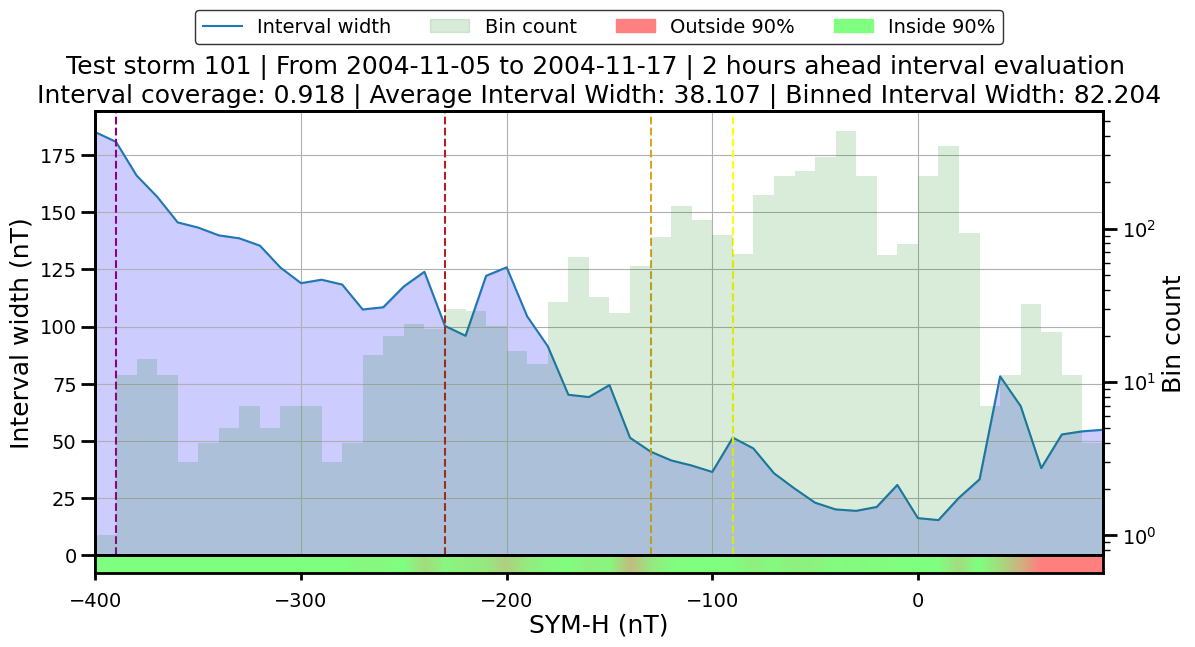 Interval width Bin count Outside 90% Inside 90%
Test storm 101 | From 2004-11-05 to 2004-11-17 | 2 hours ahead interval evaluation
Interval coverage: 0.918 | Average Interval Width: 38.107 | Binned Interval Width: 82.204
Interval width (nT)
175
150
125
100
75
50
25
0
10²
10¹
10⁰
Bin count
−400 −300 −200 −100 0
SYM-H (nT)